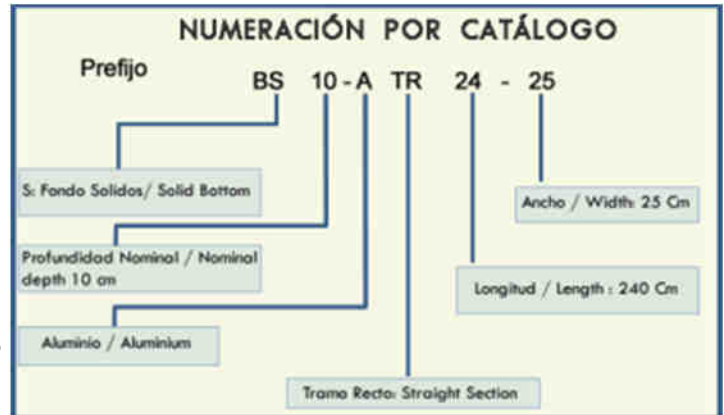 NUMERACIÓN POR CATÁLOGO
Prefijo
BS 10 - A TR 24 - 25
S: Fondo Solidos/ Solid Bottom
Ancho / Width: 25 Cm
Profundidad Nominal / Nominal
depth 10 cm
Longitud / Length : 240 Cm
Aluminio / Aluminium
Tramo Recto: Straight Section